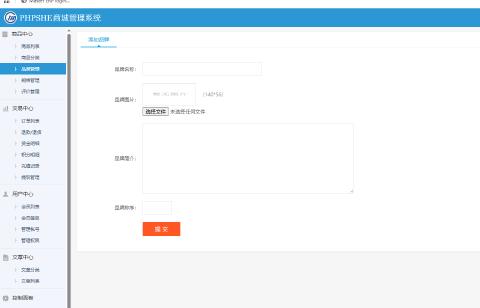 PHPSHE商城管理系统
商品中心
商品列表
商品分类
品牌管理
规格管理
评价管理
交易中心
订单列表
退款/退货
资金明细
积分明细
充值记录
提现管理
用户中心
会员列表
会员等级
管理帐号
管理权限
文章中心
文章分类
文章列表
控制面板
添加品牌
品牌名称：
品牌图片：
(140*56)
选择文件 未选择任何文件
品牌简介：
品牌排序：
提 交